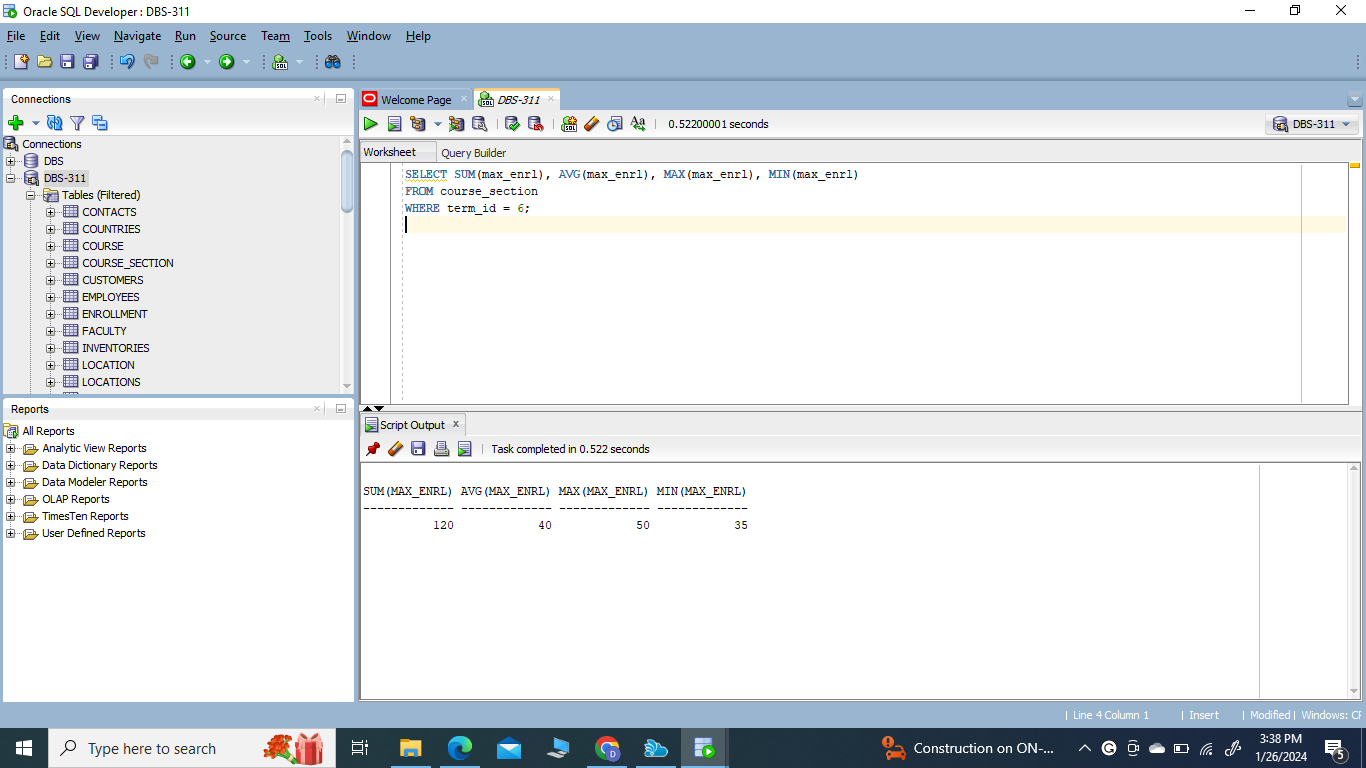 Oracle SQL Developer : DBS-311
File Edit View Navigate Run Source Team Tools Window Help
Connections
Connections
DBS
DBS-311
Tables (Filtered)
CONTACTS
COUNTRIES
COURSE
COURSE_SECTION
CUSTOMERS
EMPLOYEES
ENROLLMENT
FACULTY
INVENTORIES
LOCATION
LOCATIONS
Reports
All Reports
Analytic View Reports
Data Dictionary Reports
Data Modeler Reports
OLAP Reports
TimesTen Reports
User Defined Reports
Welcome Page DBS-311
SQL SQL Aa 0.52200001 seconds DBS-311
Worksheet Query Builder
SELECT SUM(max_enrl), AVG(max_enrl), MAX(max_enrl), MIN(max_enrl)
FROM course_section
WHERE term_id = 6;
Script Output
Task completed in 0.522 seconds
SUM(MAX_ENRL) AVG(MAX_ENRL) MAX(MAX_ENRL) MIN(MAX_ENRL)
------------- ------------- ------------- -------------
120 40 50 35
Line 4 Column 1 Insert Modified Windows: CF
Type here to search
Construction on ON-...
3:38 PM
1/26/2024
5